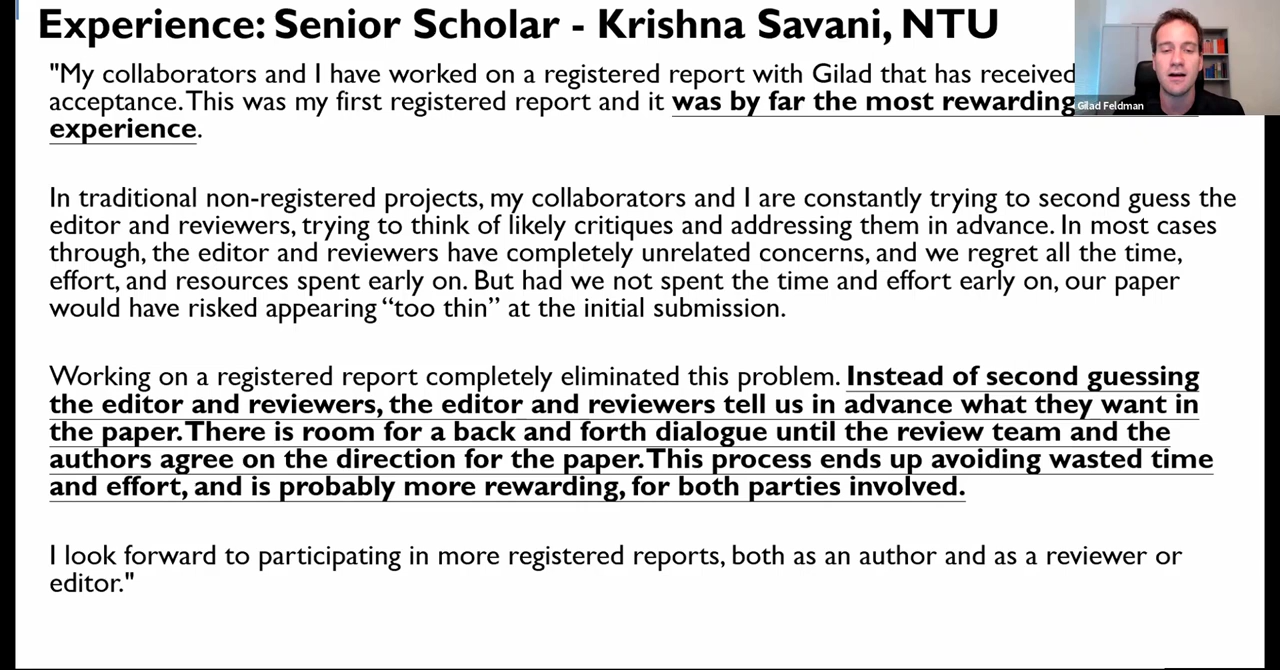 Experience: Senior Scholar - Krishna Savani, NTU
"My collaborators and I have worked on a registered report with Gilad that has received
acceptance. This was my first registered report and it was by far the most rewarding
Gilad Feldman
experience.
In traditional non-registered projects, my collaborators and I are constantly trying to second guess the
editor and reviewers, trying to think of likely critiques and addressing them in advance. In most cases
through, the editor and reviewers have completely unrelated concerns, and we regret all the time,
effort, and resources spent early on. But had we not spent the time and effort early on, our paper
would have risked appearing “too thin” at the initial submission.
Working on a registered report completely eliminated this problem. Instead of second guessing
the editor and reviewers, the editor and reviewers tell us in advance what they want in
the paper. There is room for a back and forth dialogue until the review team and the
authors agree on the direction for the paper. This process ends up avoiding wasted time
and effort, and is probably more rewarding, for both parties involved.
I look forward to participating in more registered reports, both as an author and as a reviewer or
editor."